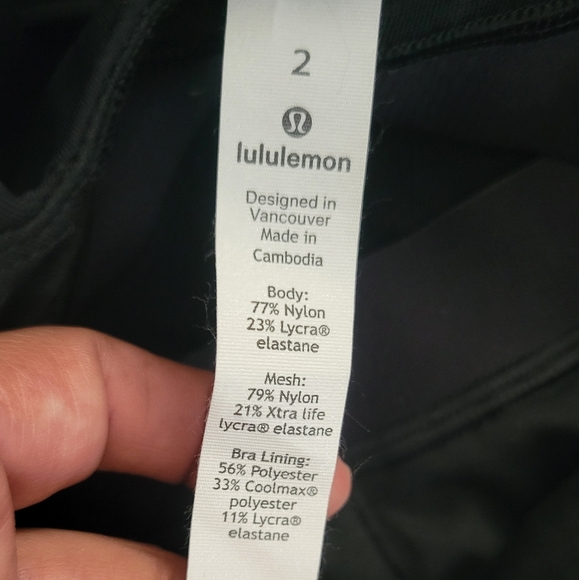 2
lululemon
Designed in
Vancouver
Made in
Cambodia
Body:
77% Nylon
23% Lycra®
elastane
Mesh:
79% Nylon
21% Xtra life
lycra® elastane
Bra Lining:
56% Polyester
33% Coolmax®
polyester
11% Lycra®
elastane